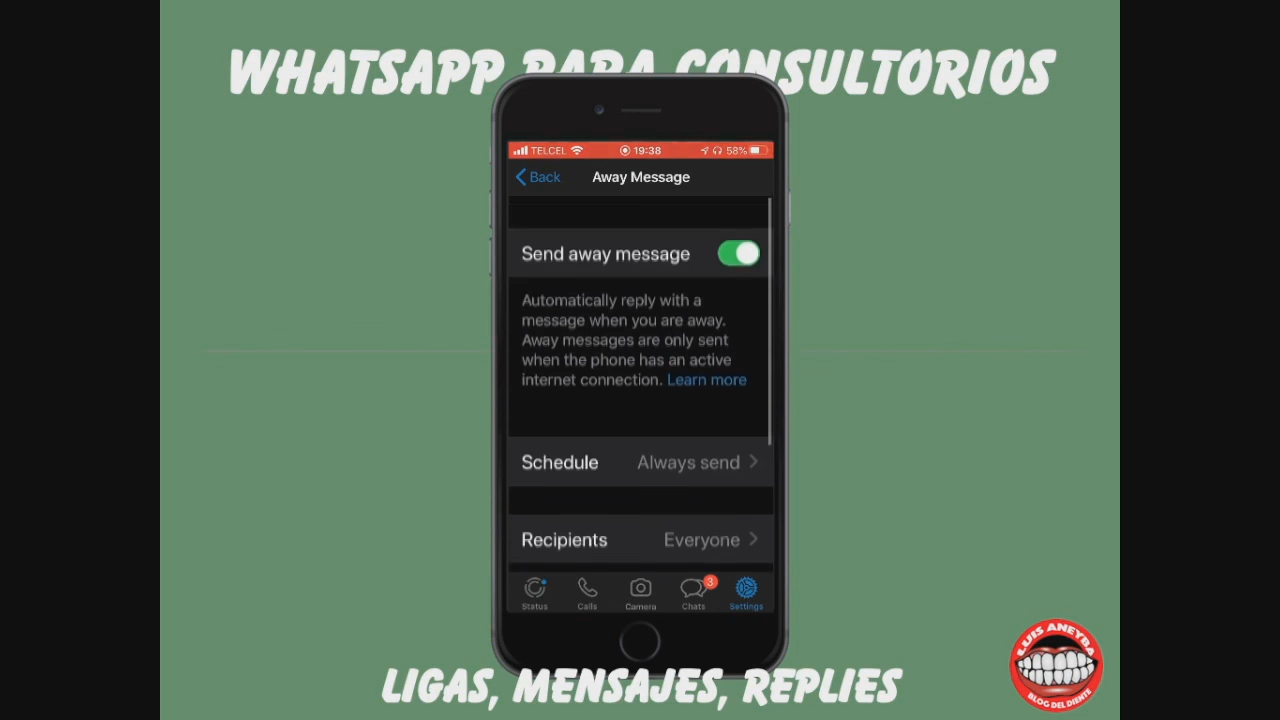 WHATSAPP PARA CONSULTORIOS
TELCEL 19:38 58%
Back Away Message
Send away message
Automatically reply with a
message when you are away.
Away messages are only sent
when the phone has an active
internet connection. Learn more
Schedule Always send
Recipients Everyone
3
Status Calls Camera Chats Settings
LIGAS, MENSAJES, REPLIES
LUIS ANEYBA
BLOG DEL DIENTE